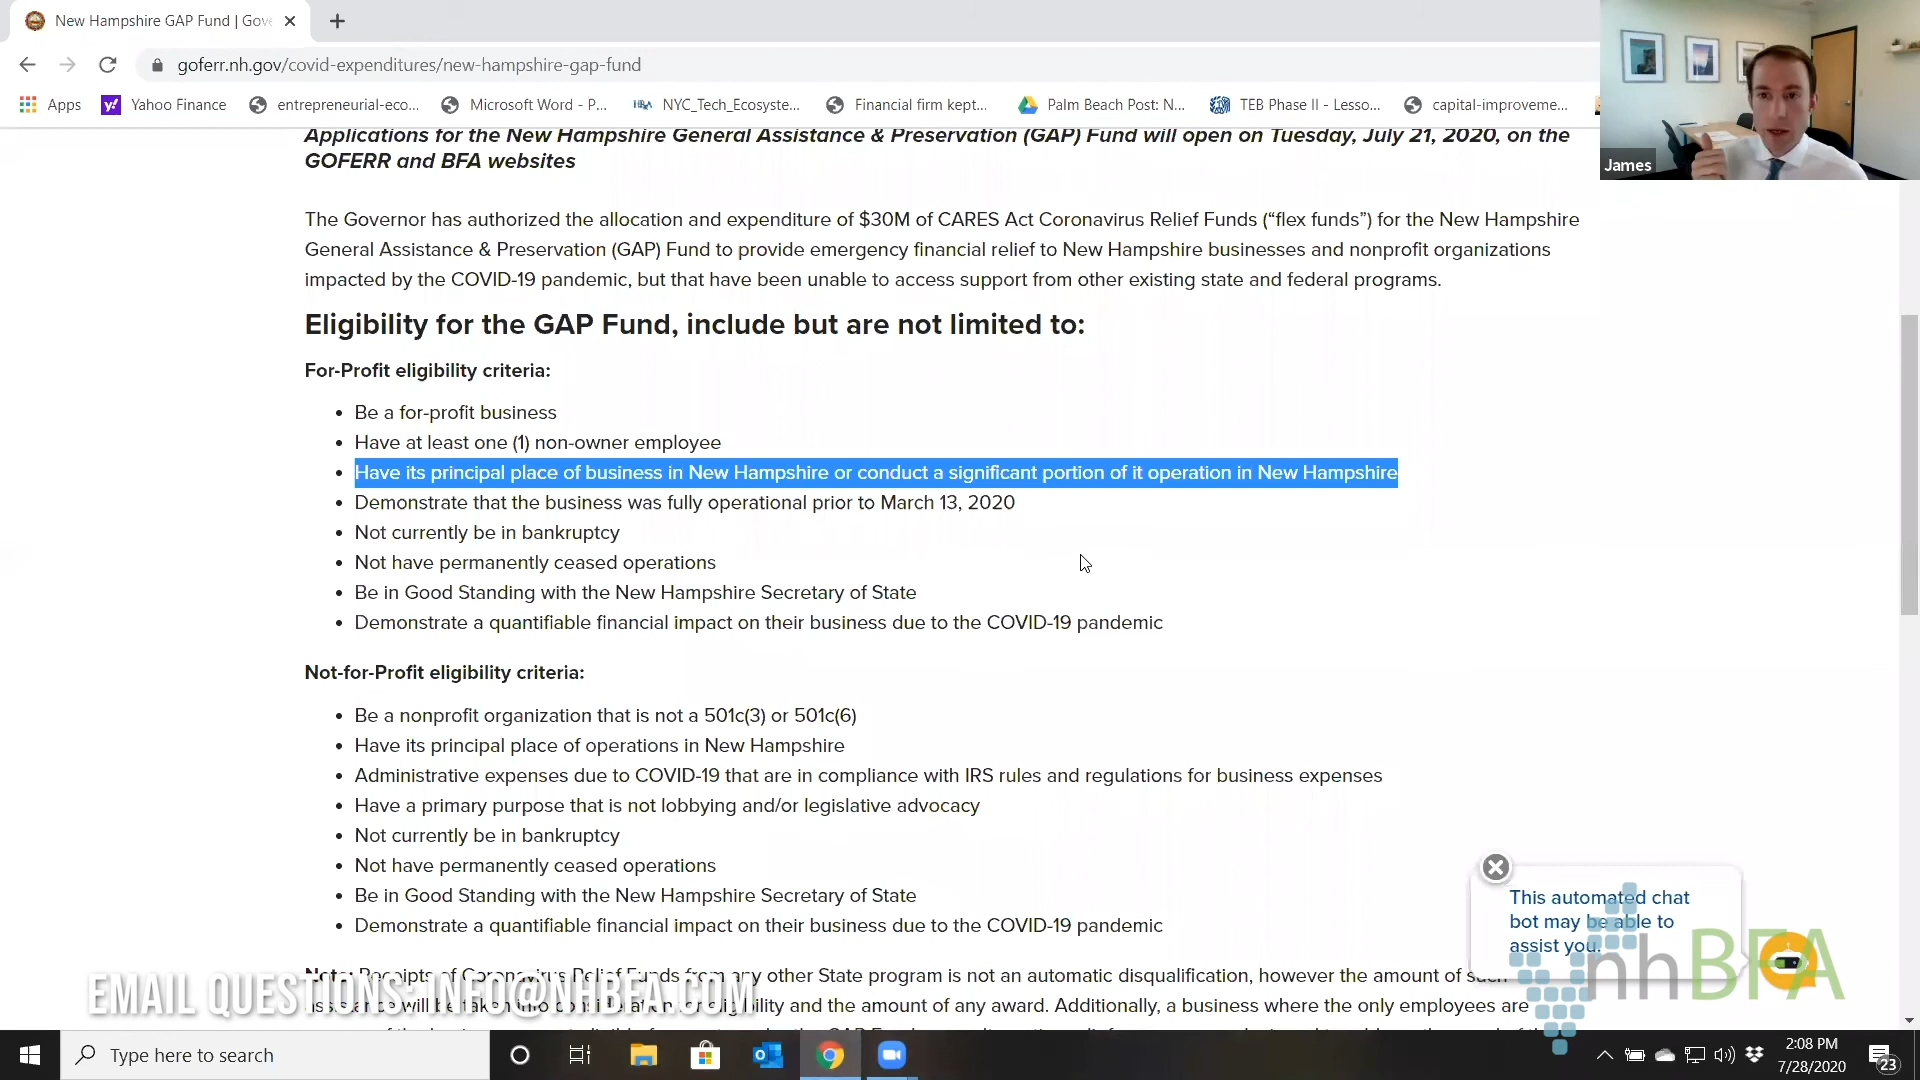 New Hampshire GAP Fund | Gove
goferr.nh.gov/covid-expenditures/new-hampshire-gap-fund
Apps
Yahoo Finance
entrepreneurial-eco...
Microsoft Word - P...
NYC_Tech_Ecosyste...
Financial firm kept...
Palm Beach Post: N...
TEB Phase II - Lesso...
capital-improveme...
James
Applications for the New Hampshire General Assistance & Preservation (GAP) Fund will open on Tuesday, July 21, 2020, on the
GOFERR and BFA websites
The Governor has authorized the allocation and expenditure of $30M of CARES Act Coronavirus Relief Funds (“flex funds”) for the New Hampshire
General Assistance & Preservation (GAP) Fund to provide emergency financial relief to New Hampshire businesses and nonprofit organizations
impacted by the COVID-19 pandemic, but that have been unable to access support from other existing state and federal programs.
Eligibility for the GAP Fund, include but are not limited to:
For-Profit eligibility criteria:
• Be a for-profit business
• Have at least one (1) non-owner employee
• Have its principal place of business in New Hampshire or conduct a significant portion of it operation in New Hampshire
• Demonstrate that the business was fully operational prior to March 13, 2020
• Not currently be in bankruptcy
• Not have permanently ceased operations
• Be in Good Standing with the New Hampshire Secretary of State
• Demonstrate a quantifiable financial impact on their business due to the COVID-19 pandemic
Not-for-Profit eligibility criteria:
• Be a nonprofit organization that is not a 501c(3) or 501c(6)
• Have its principal place of operations in New Hampshire
• Administrative expenses due to COVID-19 that are in compliance with IRS rules and regulations for business expenses
• Have a primary purpose that is not lobbying and/or legislative advocacy
• Not currently be in bankruptcy
• Not have permanently ceased operations
• Be in Good Standing with the New Hampshire Secretary of State
• Demonstrate a quantifiable financial impact on their business due to the COVID-19 pandemic
This automated chat
bot may be able to
assist you.
nhBFA
Note: Receipts of Coronavirus Relief Funds from any other State program is not an automatic disqualification, however the amount of such
assistance will be taken into consideration for eligibility and the amount of any award. Additionally, a business where the only employees are
EMAIL QUESTIONS: INFO@NHBFA.COM
Type here to search
2:08 PM
7/28/2020
23